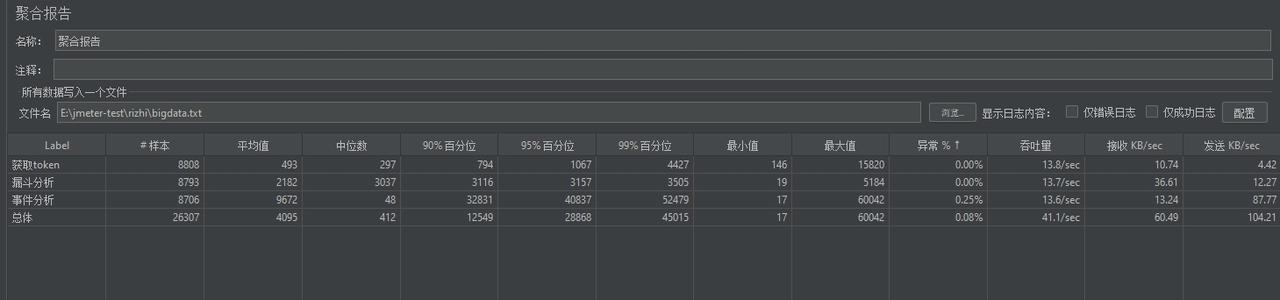 聚合报告
名称: 聚合报告
注释:
所有数据写入一个文件
文件名 E:\jmeter-test\rizhi\bigdata.txt 浏览... 显示日志内容: 仅错误日志 仅成功日志 配置
Label # 样本 平均值 中位数 90% 百分位 95% 百分位 99% 百分位 最小值 最大值 异常 % ↑ 吞吐量 接收 KB/sec 发送 KB/sec
获取token 8808 493 297 794 1067 4427 146 15820 0.00% 13.8/sec 10.74 4.42
漏斗分析 8793 2182 3037 3116 3157 3505 19 5184 0.00% 13.7/sec 36.61 12.27
事件分析 8706 9672 48 32831 40837 52479 17 60042 0.25% 13.6/sec 13.24 87.77
总体 26307 4095 412 12549 28868 45015 17 60042 0.08% 41.1/sec 60.49 104.21